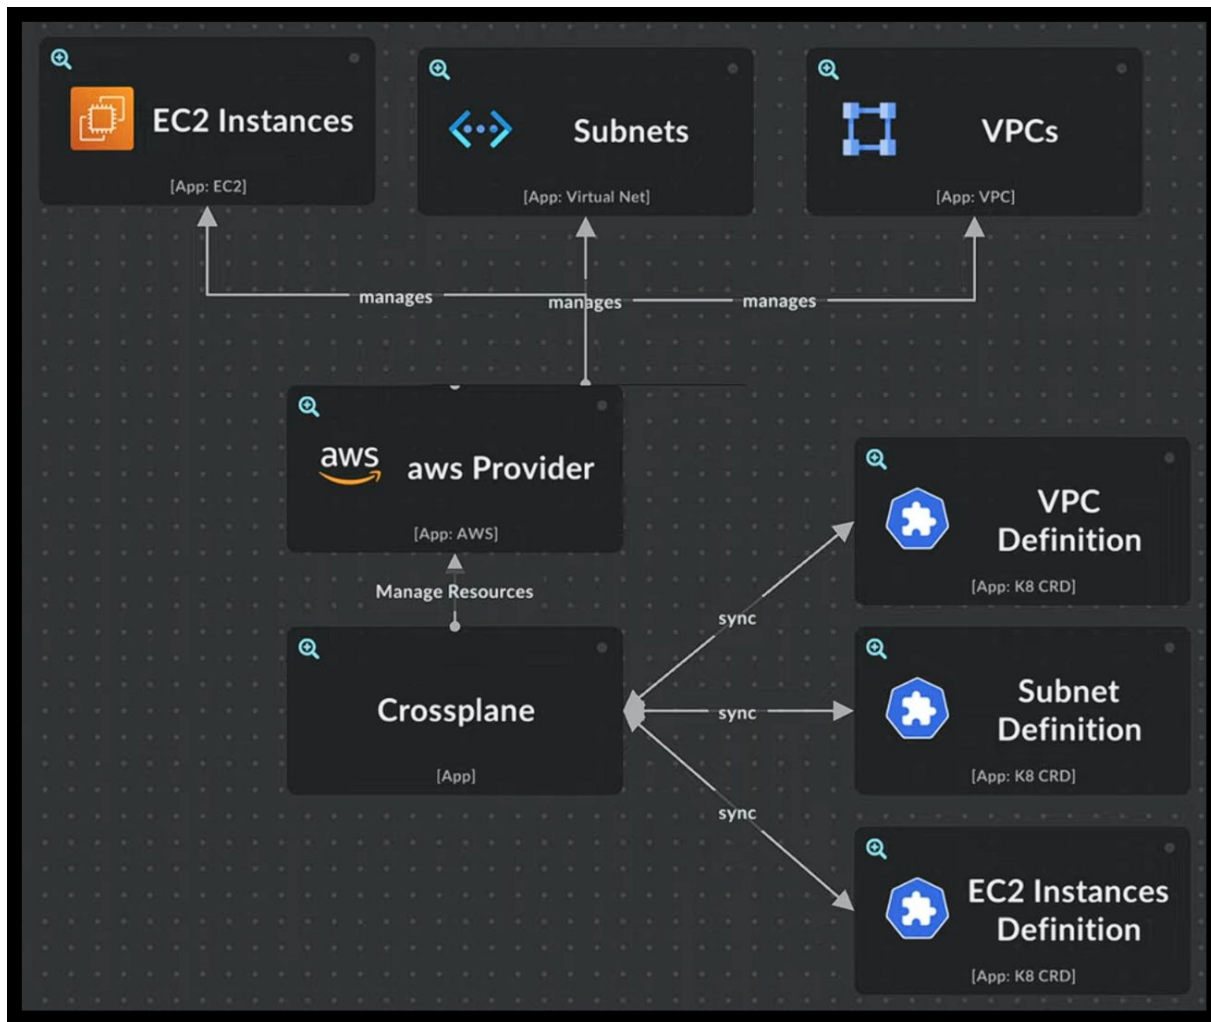 EC2 Instances
[App: EC2]
Subnets
[App: Virtual Net]
VPCs
[App: VPC]
manages
manages
manages
aws
aws Provider
[App: AWS]
Manage Resources
Crossplane
[App]
sync
sync
sync
VPC
Definition
[App: K8 CRD]
Subnet
Definition
[App: K8 CRD]
EC2 Instances
Definition
[App: K8 CRD]